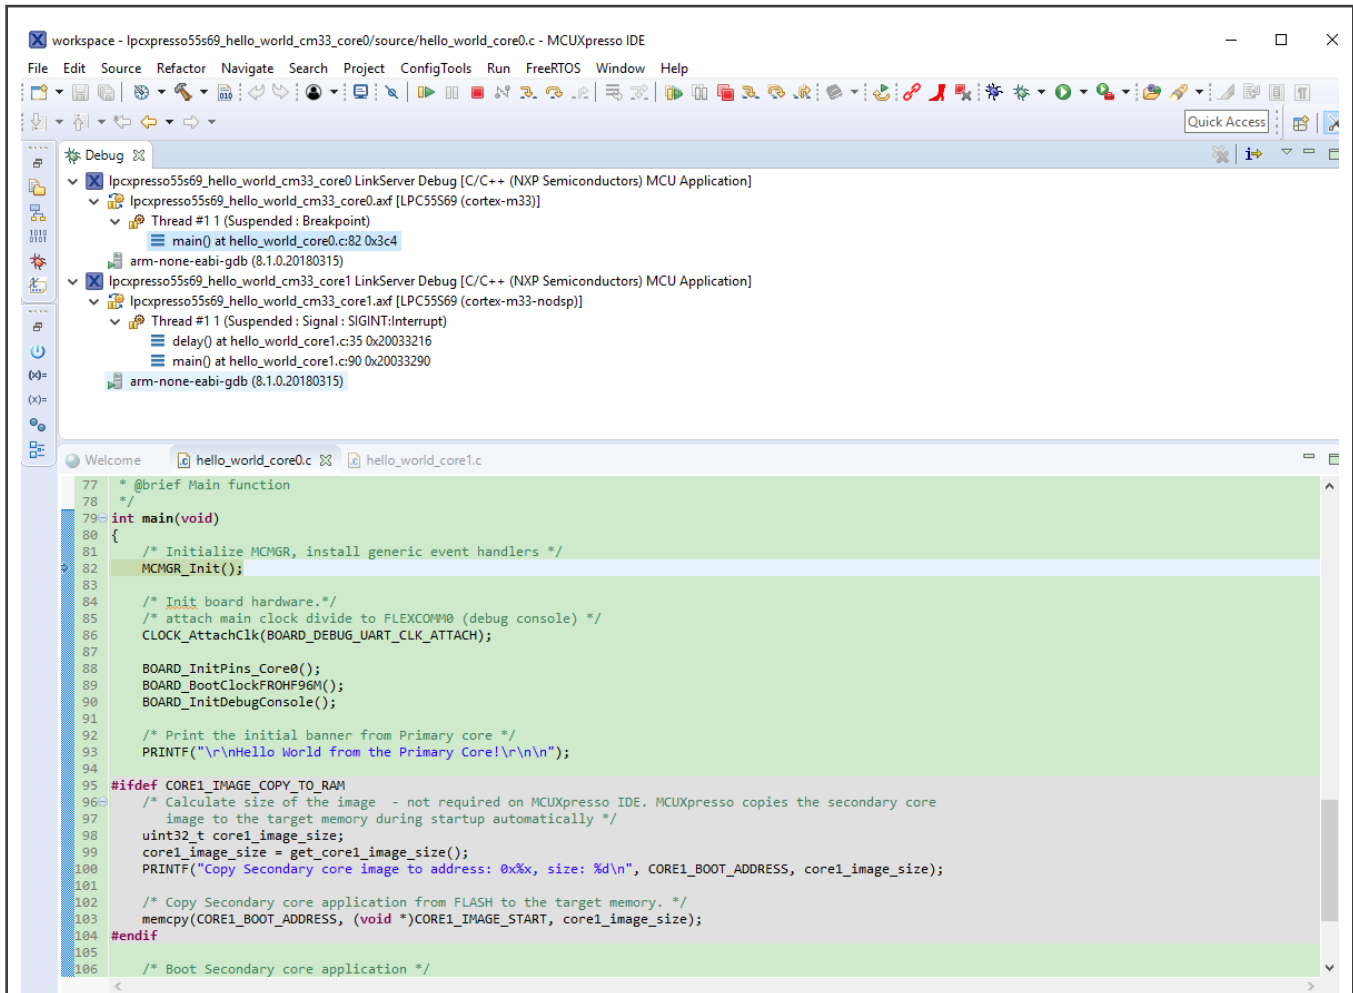 workspace - lpcxpresso55s69_hello_world_cm33_core0/source/hello_world_core0.c - MCUXpresso IDE
File Edit Source Refactor Navigate Search Project ConfigTools Run FreeRTOS Window Help
Quick Access
Debug
lpcxpresso55s69_hello_world_cm33_core0 LinkServer Debug [C/C++ (NXP Semiconductors) MCU Application]
lpcxpresso55s69_hello_world_cm33_core0.axf [LPC55S69 (cortex-m33)]
Thread #1 1 (Suspended : Breakpoint)
main() at hello_world_core0.c:82 0x3c4
arm-none-eabi-gdb (8.1.0.20180315)
lpcxpresso55s69_hello_world_cm33_core1 LinkServer Debug [C/C++ (NXP Semiconductors) MCU Application]
lpcxpresso55s69_hello_world_cm33_core1.axf [LPC55S69 (cortex-m33-nodsp)]
Thread #1 1 (Suspended : Signal : SIGINT:Interrupt)
delay() at hello_world_core1.c:35 0x20033216
main() at hello_world_core1.c:90 0x20033290
arm-none-eabi-gdb (8.1.0.20180315)
Welcome hello_world_core0.c hello_world_core1.c
77 * @brief Main function
78 */
79 int main(void)
80 {
81 /* Initialize MCMGR, install generic event handlers */
82 MCMGR_Init();
83
84 /* Init board hardware.*/
85 /* attach main clock divide to FLEXCOMM0 (debug console) */
86 CLOCK_AttachClk(BOARD_DEBUG_UART_CLK_ATTACH);
87
88 BOARD_InitPins_Core0();
89 BOARD_BootClockFROHF96M();
90 BOARD_InitDebugConsole();
91
92 /* Print the initial banner from Primary core */
93 PRINTF("\r\nHello World from the Primary Core!\r\n\n");
94
95 #ifdef CORE1_IMAGE_COPY_TO_RAM
96 /* Calculate size of the image  - not required on MCUXpresso IDE. MCUXpresso copies the secondary core
97 image to the target memory during startup automatically */
98 uint32_t core1_image_size;
99 core1_image_size = get_core1_image_size();
100 PRINTF("Copy Secondary core image to address: 0x%x, size: %d\n", CORE1_BOOT_ADDRESS, core1_image_size);
101
102 /* Copy Secondary core application from FLASH to the target memory. */
103 memcpy(CORE1_BOOT_ADDRESS, (void *)CORE1_IMAGE_START, core1_image_size);
104 #endif
105
106 /* Boot Secondary core application */